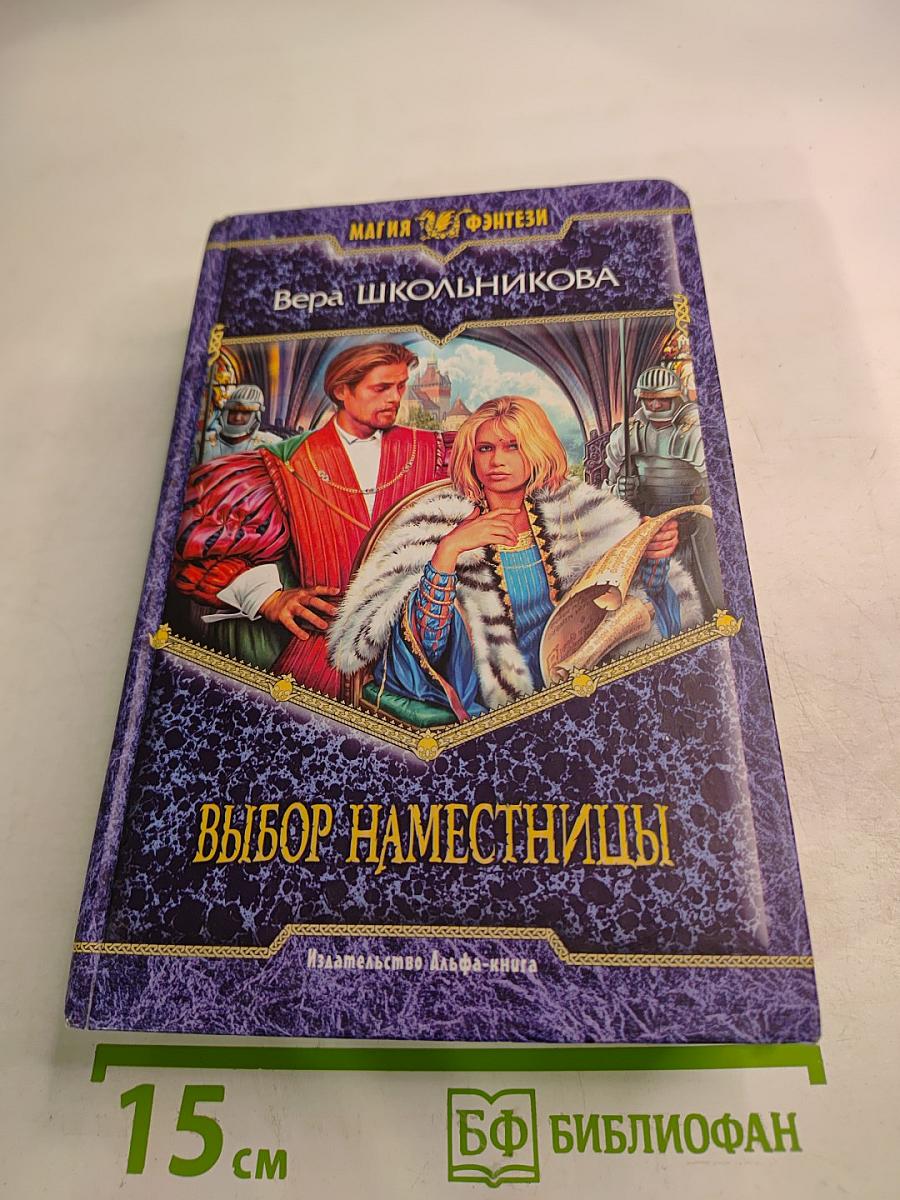 МАГИЯ ФЭНТЕЗИ
Вера ШКОЛЬНИКОВА
ВЫБОР НАМЕСТНИЦЫ
Издательство Альфа-книга
15 см
БФ БИБЛИОФАН